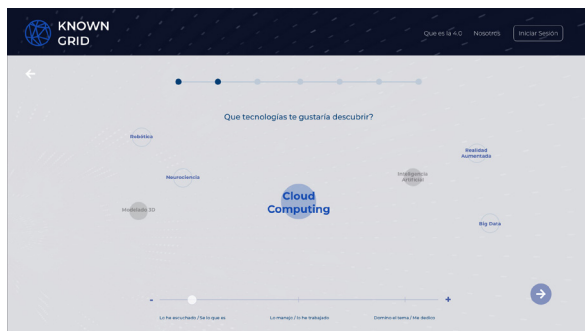 KNOWN
GRID
Que es la 4.0 Nosotros Iniciar Sesión
Que tecnologías te gustaría descubrir?
Robótica
Realidad
Aumentada
Neurociencia
Inteligencia
Artificial
Cloud
Computing
Modelado 3D
Big Data
- +
Lo he escuchado / Se lo que es Lo manejo / lo he trabajado Domino el tema / Me dedico